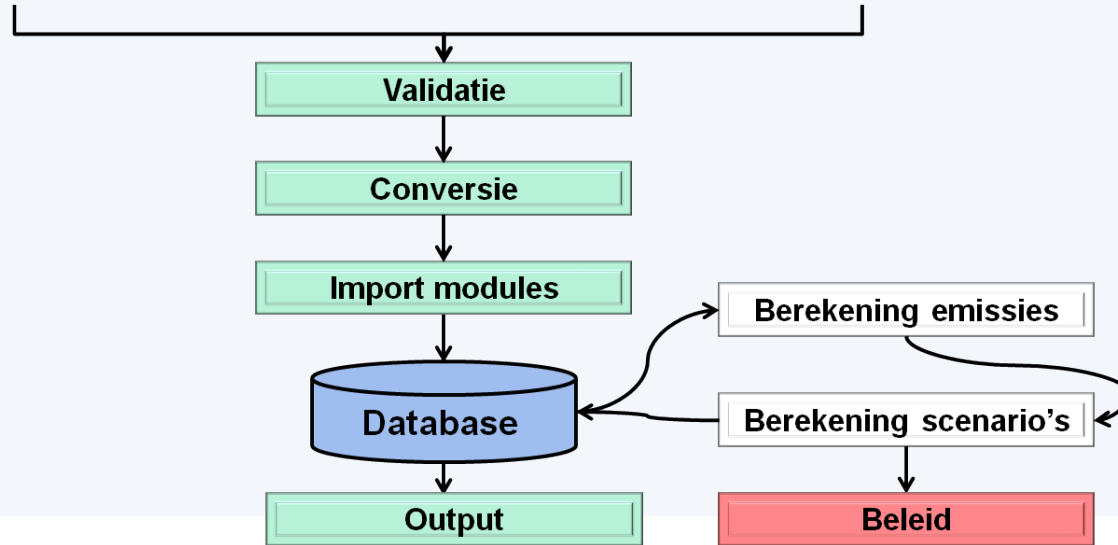 Validatie
Conversie
Import modules
Berekening emissies
Database
Berekening scenario's
Output
Beleid